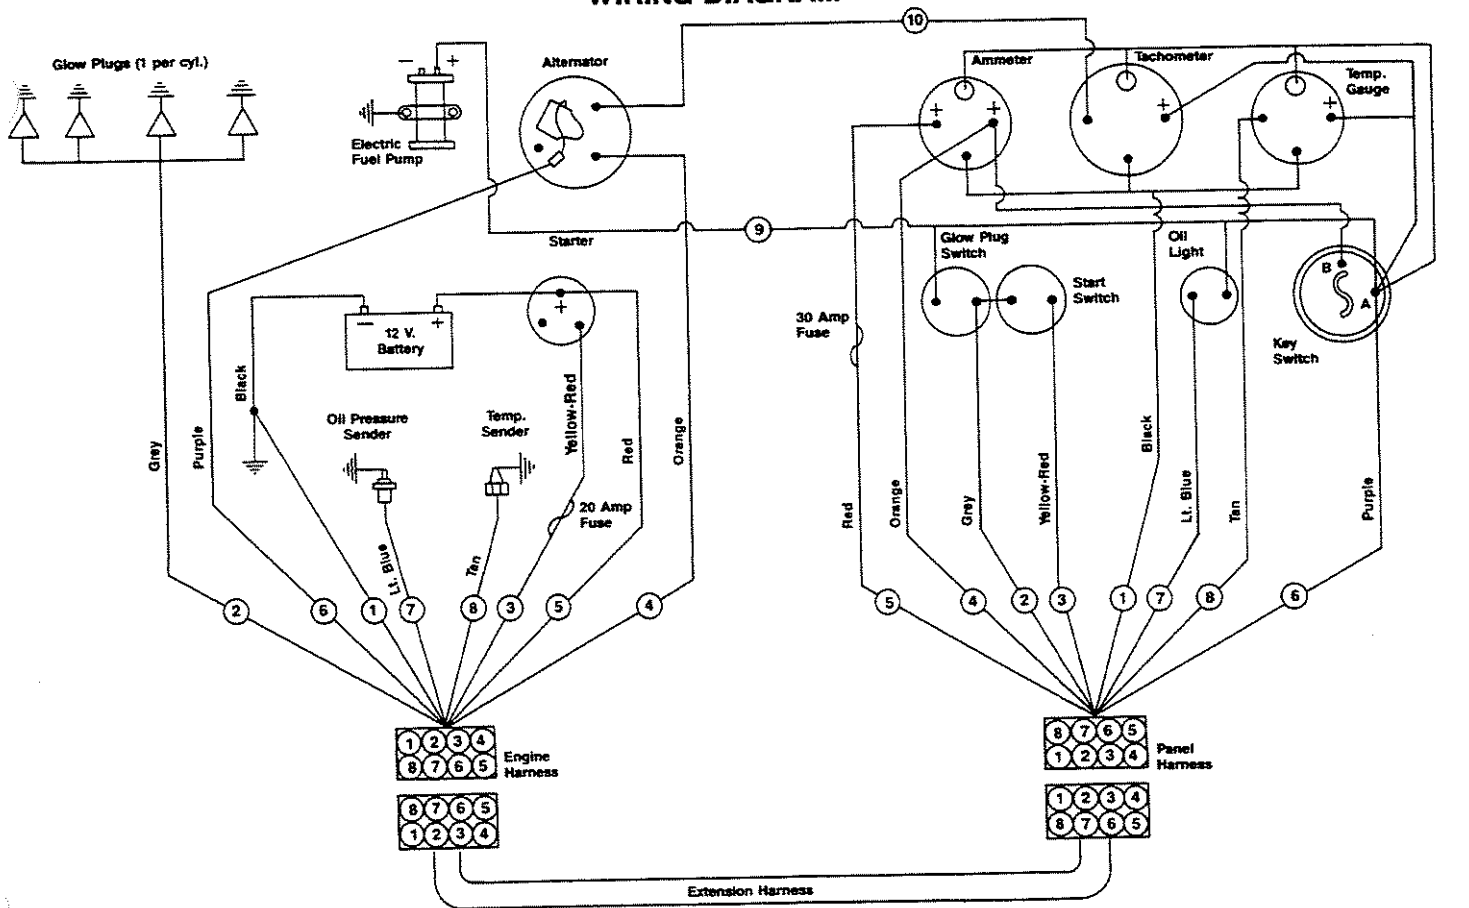 WIRING DIAGRAM
10
Glow Plugs (1 per cyl.)
- +
Electric
Fuel Pump
Alternator
Ammeter
Tachometer
Temp.
Gauge
+ + + +
9
Starter
Glow Plug
Switch
Start
Switch
Oil
Light
B
A
Key
Switch
30 Amp
Fuse
- +
12 V.
Battery
+
Oil Pressure
Sender
Temp.
Sender
20 Amp
Fuse
Grey
Purple
Black
Lt. Blue
Tan
Yellow-Red
Red
Orange
Red
Orange
Grey
Yellow-Red
Black
Lt. Blue
Tan
Purple
2 6 1 7 8 3 5 4
5 4 2 3 1 7 8 6
1 2 3 4
8 7 6 5
Engine
Harness
8 7 6 5
1 2 3 4
8 7 6 5
1 2 3 4
Panel
Harness
1 2 3 4
8 7 6 5
Extension Harness